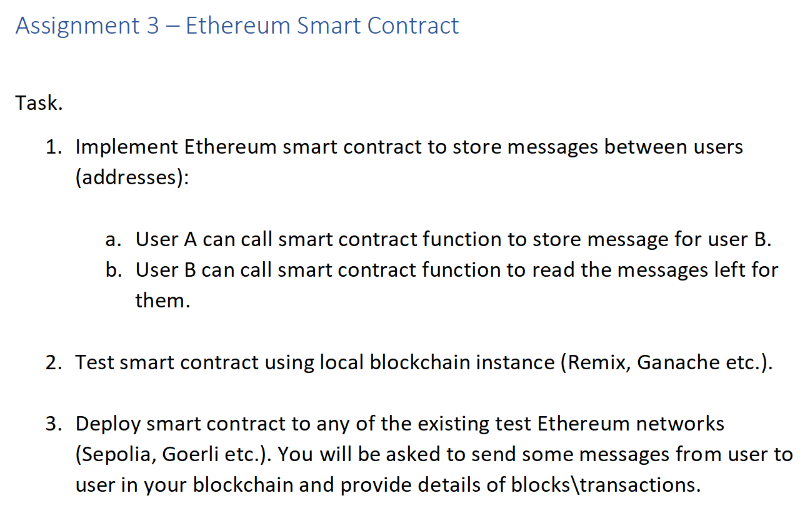 Assignment 3 – Ethereum Smart Contract
Task.
1. Implement Ethereum smart contract to store messages between users
(addresses):
a. User A can call smart contract function to store message for user B.
b. User B can call smart contract function to read the messages left for
them.
2. Test smart contract using local blockchain instance (Remix, Ganache etc.).
3. Deploy smart contract to any of the existing test Ethereum networks
(Sepolia, Goerli etc.). You will be asked to send some messages from user to
user in your blockchain and provide details of blocks\transactions.